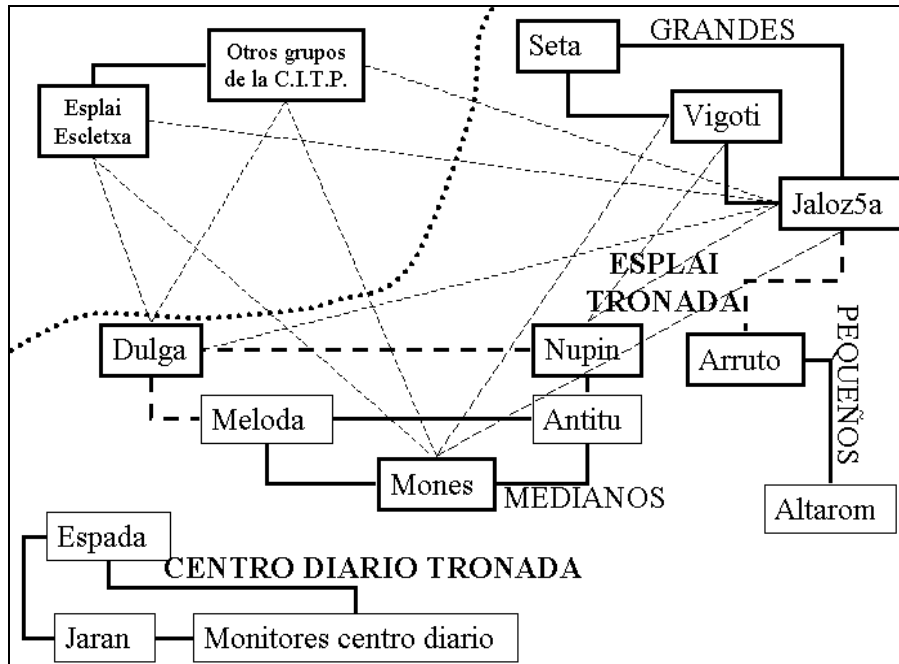 Otros grupos
de la C.I.T.P.
Esplai
Escletxa
Seta
GRANDES
Vigoti
Jaloz5a
ESPLAI
TRONADA
PEQUEÑOS
Dulga
Nupin
Arruto
Meloda
Antitu
Mones
MEDIANOS
Altarom
Espada
CENTRO DIARIO TRONADA
Jaran
Monitores centro diario